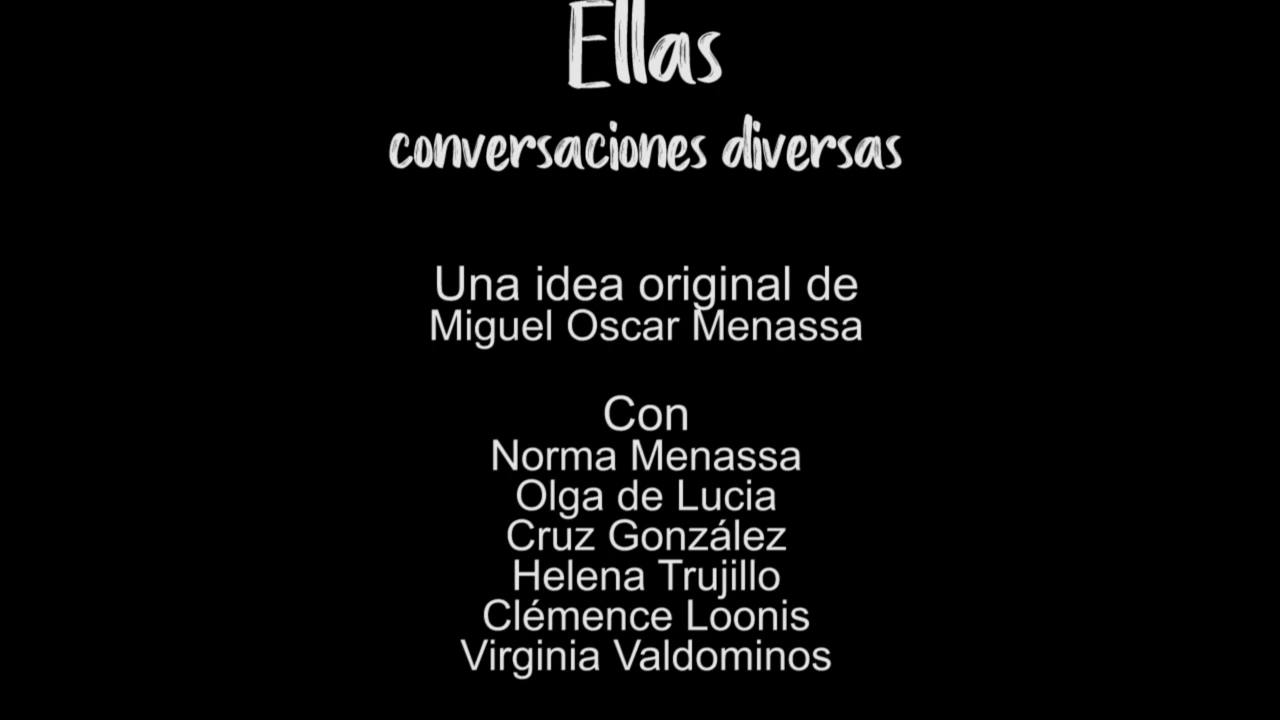 Ellas
conversaciones diversas
Una idea original de
Miguel Oscar Menassa
Con
Norma Menassa
Olga de Lucia
Cruz González
Helena Trujillo
Clémence Loonis
Virginia Valdominos